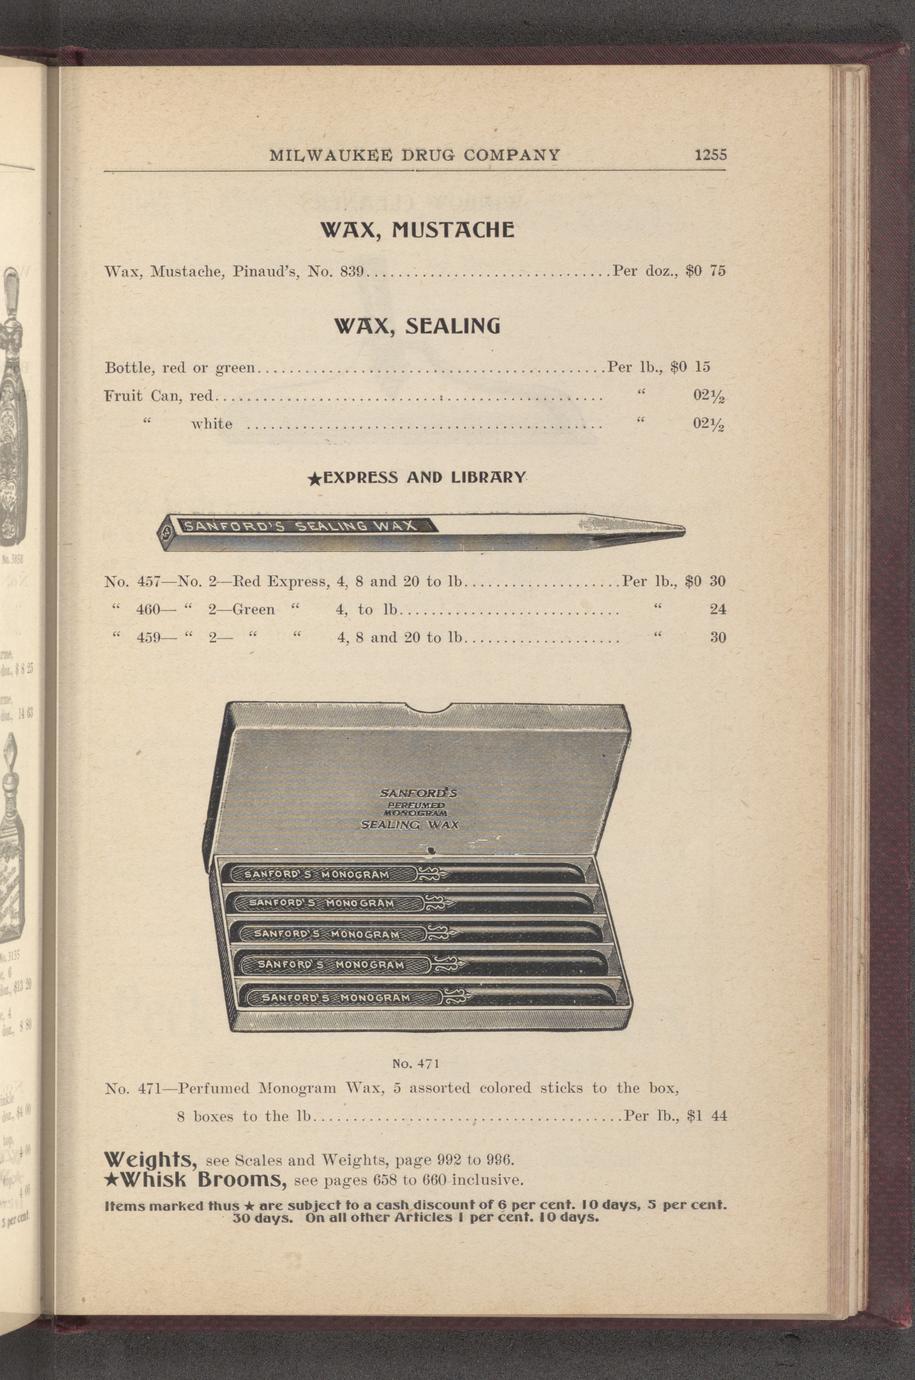 MILWAUKEE DRUG COMPANY 1255
WAX, MUSTACHE
Wax, Mustache, Pinaud's, No. 839..............................Per doz., $0 75
WAX, SEALING
Bottle, red or green...........................................Per lb., $0 15
Fruit Can, red................................................. “ 02½
“ white ............................................. “ 02½
★EXPRESS AND LIBRARY
SANFORD'S SEALING WAX
No. 457—No. 2—Red Express, 4, 8 and 20 to lb...................Per lb., $0 30
“ 460— “ 2—Green “ 4, to lb........................... “ 24
“ 459— “ 2— “ “ 4, 8 and 20 to lb................... “ 30
SANFORD'S
PERFUMED
MONOGRAM
SEALING WAX
SANFORD'S MONOGRAM
SANFORD'S MONOGRAM
SANFORD'S MONOGRAM
SANFORD'S MONOGRAM
SANFORD'S MONOGRAM
No. 471
No. 471—Perfumed Monogram Wax, 5 assorted colored sticks to the box,
8 boxes to the lb.......................................Per lb., $1 44
Weights, see Scales and Weights, page 992 to 996.
★Whisk Brooms, see pages 658 to 660 inclusive.
Items marked thus ★ are subject to a cash discount of 6 per cent. 10 days, 5 per cent.
30 days. On all other Articles 1 per cent. 10 days.